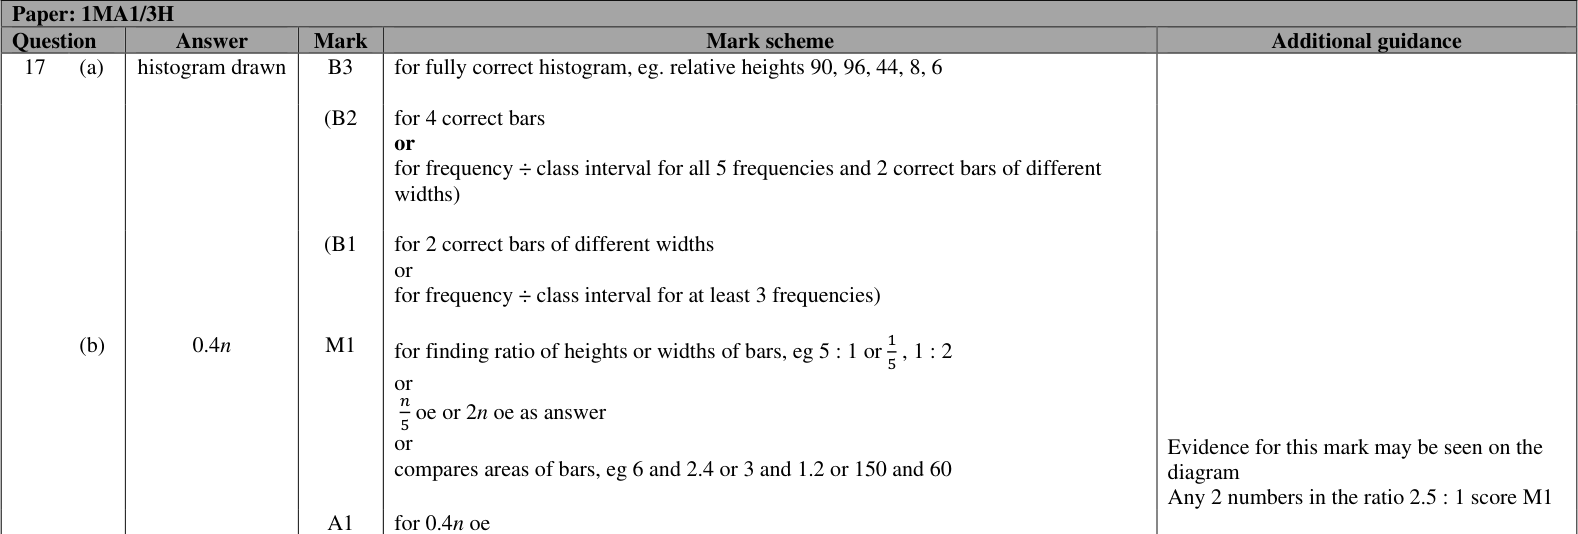 Paper: 1MA1/3H
Question Answer Mark Mark scheme Additional guidance
17 (a) histogram drawn B3 for fully correct histogram, eg. relative heights 90, 96, 44, 8, 6
(B2 for 4 correct bars
or
for frequency ÷ class interval for all 5 frequencies and 2 correct bars of different
widths)
(B1 for 2 correct bars of different widths
or
for frequency ÷ class interval for at least 3 frequencies)
(b) 0.4n M1 for finding ratio of heights or widths of bars, eg 5 : 1 or 1/5 , 1 : 2
or
n/5 oe or 2n oe as answer
or
compares areas of bars, eg 6 and 2.4 or 3 and 1.2 or 150 and 60
Evidence for this mark may be seen on the
diagram
Any 2 numbers in the ratio 2.5 : 1 score M1
A1 for 0.4n oe